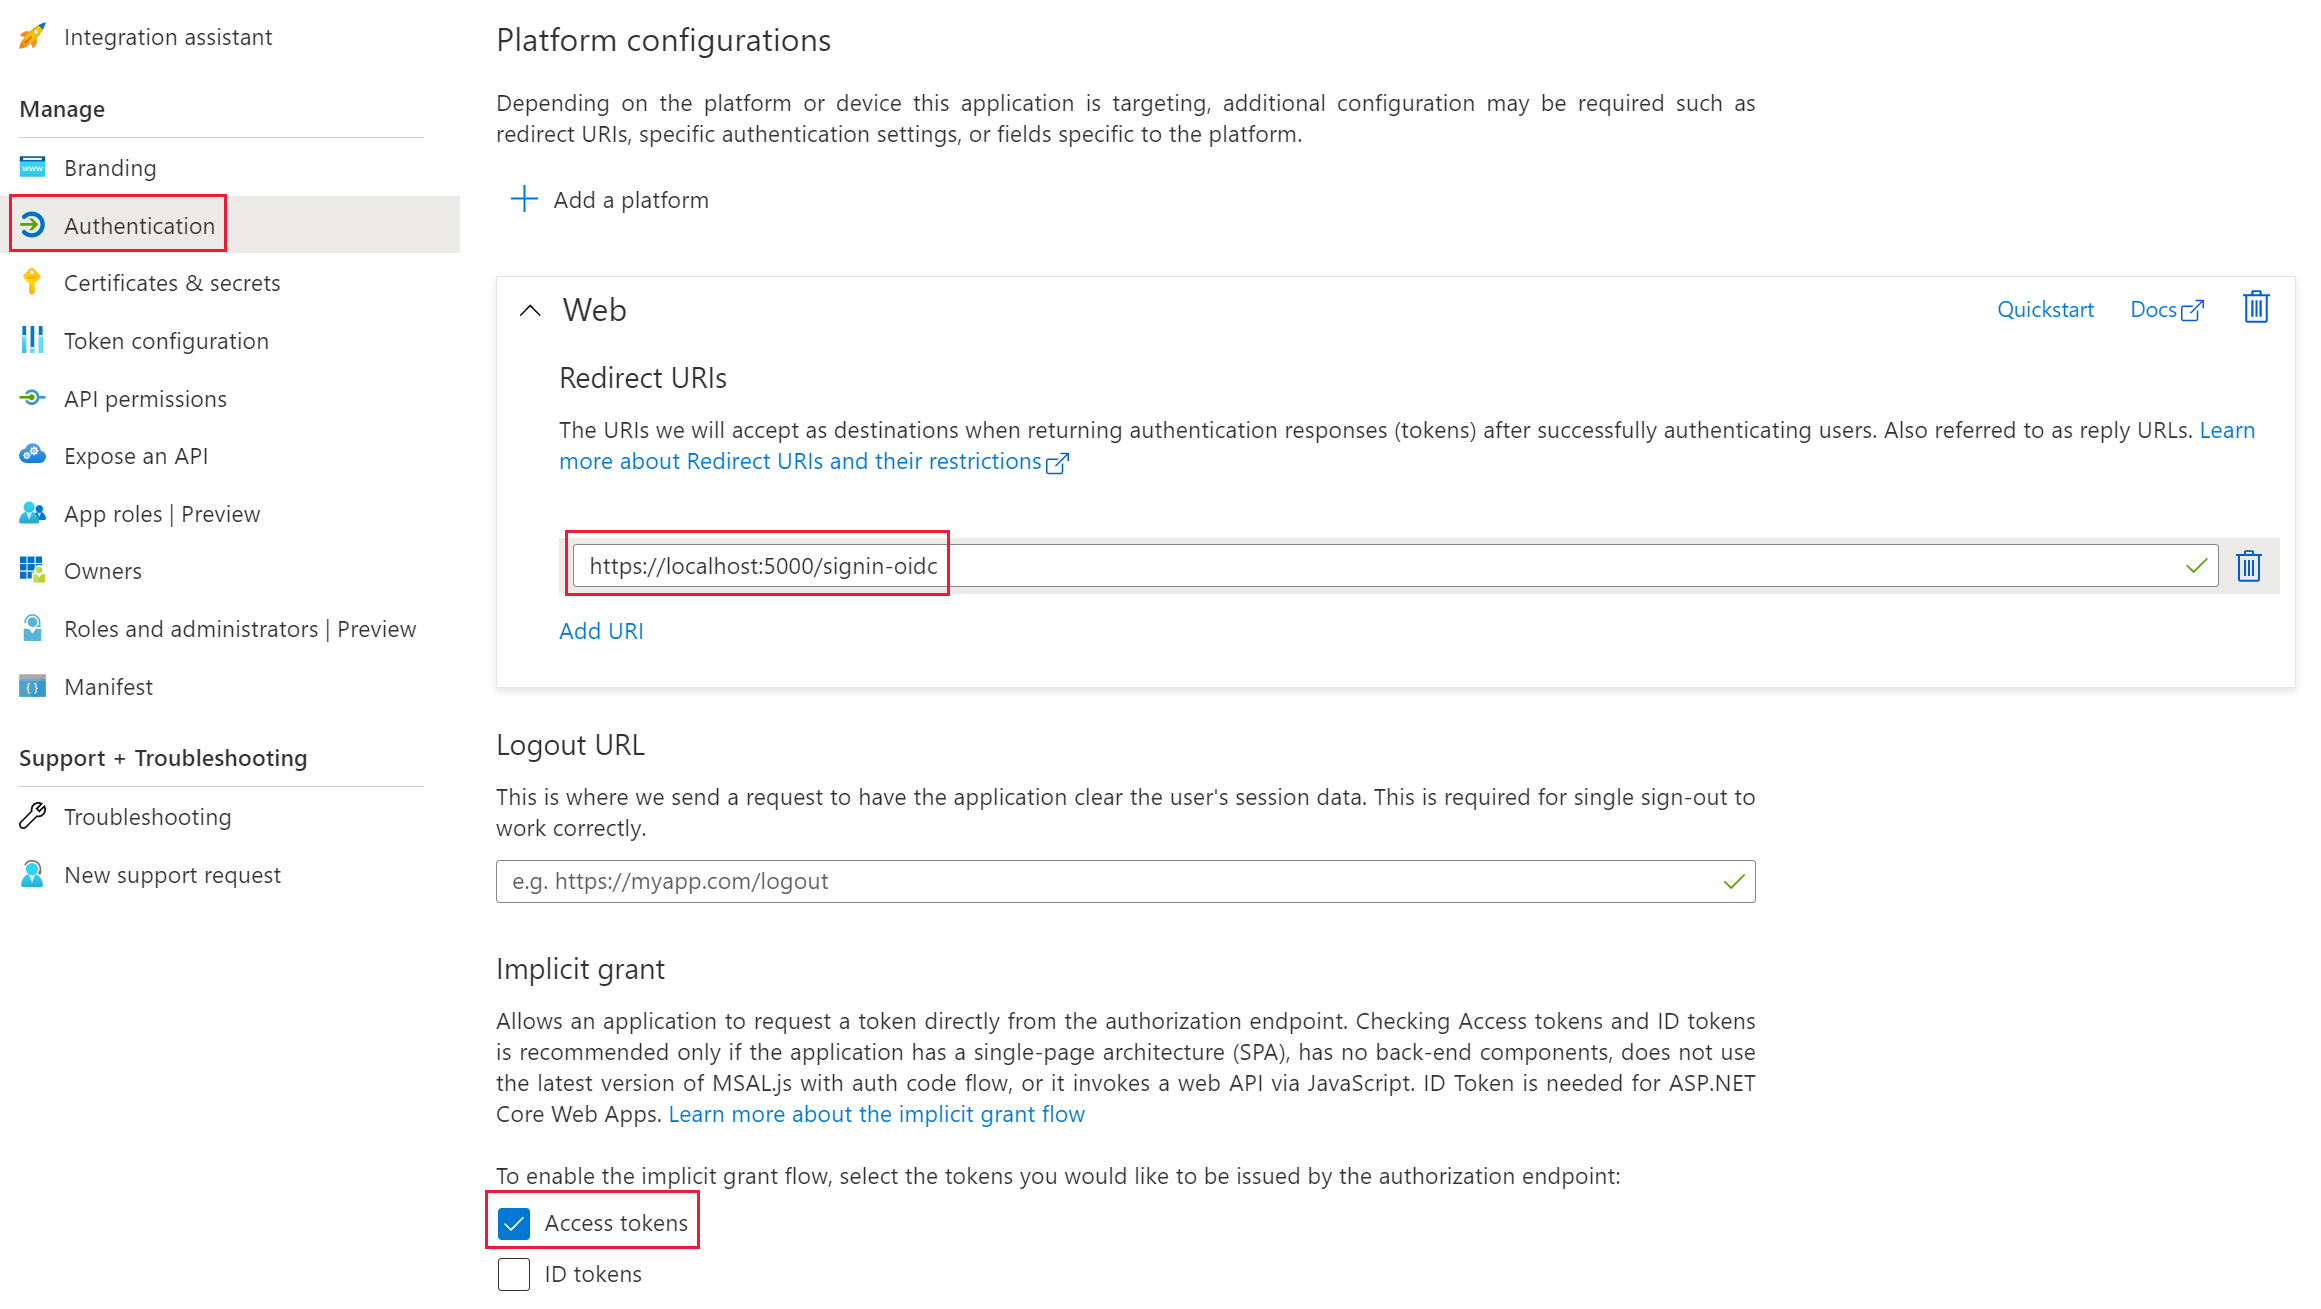 Integration assistant
Manage
Branding
Authentication
Certificates & secrets
Token configuration
API permissions
Expose an API
App roles | Preview
Owners
Roles and administrators | Preview
Manifest
Support + Troubleshooting
Troubleshooting
New support request
Platform configurations
Depending on the platform or device this application is targeting, additional configuration may be required such as
redirect URIs, specific authentication settings, or fields specific to the platform.
Add a platform
Web
Quickstart
Docs
Redirect URIs
The URIs we will accept as destinations when returning authentication responses (tokens) after successfully authenticating users. Also referred to as reply URLs. Learn
more about Redirect URIs and their restrictions
https://localhost:5000/signin-oidc
Add URI
Logout URL
This is where we send a request to have the application clear the user's session data. This is required for single sign-out to
work correctly.
e.g. https://myapp.com/logout
Implicit grant
Allows an application to request a token directly from the authorization endpoint. Checking Access tokens and ID tokens
is recommended only if the application has a single-page architecture (SPA), has no back-end components, does not use
the latest version of MSAL.js with auth code flow, or it invokes a web API via JavaScript. ID Token is needed for ASP.NET
Core Web Apps. Learn more about the implicit grant flow
To enable the implicit grant flow, select the tokens you would like to be issued by the authorization endpoint:
Access tokens
ID tokens